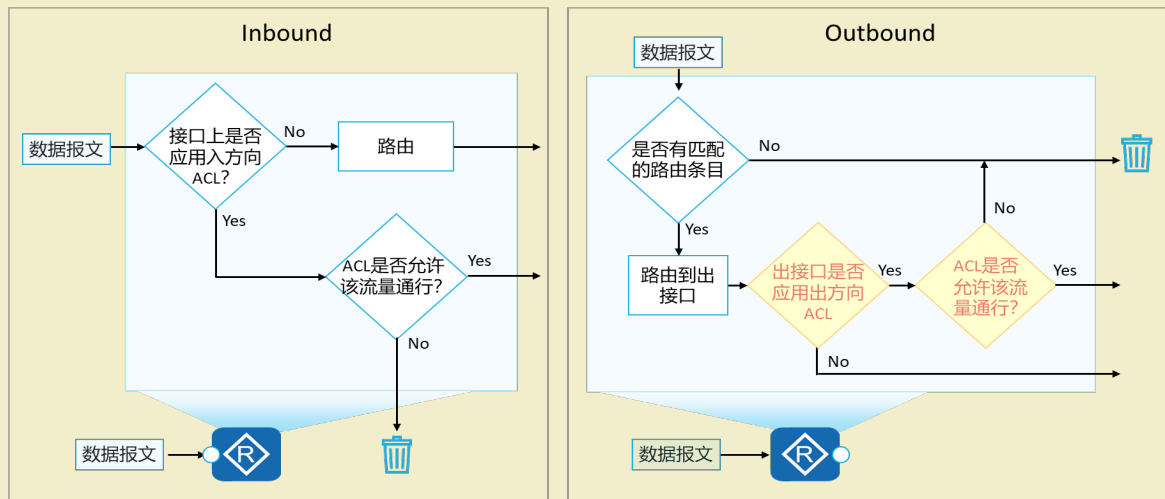 Inbound
数据报文
接口上是否
应用入方向
ACL?
No
路由
Yes
ACL是否允许
该流量通行?
Yes
No
数据报文
R
Outbound
数据报文
是否有匹配
的路由条目
No
Yes
路由到出
接口
出接口是否
应用出方向
ACL
Yes
ACL是否
允许该流
量通行?
No
Yes
No
数据报文
R